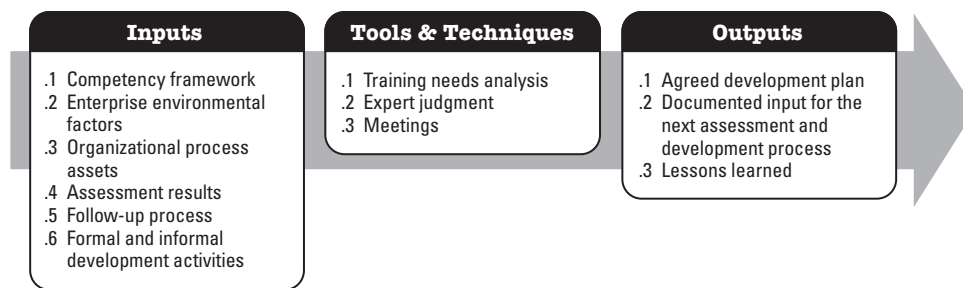 Inputs
.1 Competency framework
.2 Enterprise environmental
factors
.3 Organizational process
assets
.4 Assessment results
.5 Follow-up process
.6 Formal and informal
development activities
Tools & Techniques
.1 Training needs analysis
.2 Expert judgment
.3 Meetings
Outputs
.1 Agreed development plan
.2 Documented input for the
next assessment and
development process
.3 Lessons learned